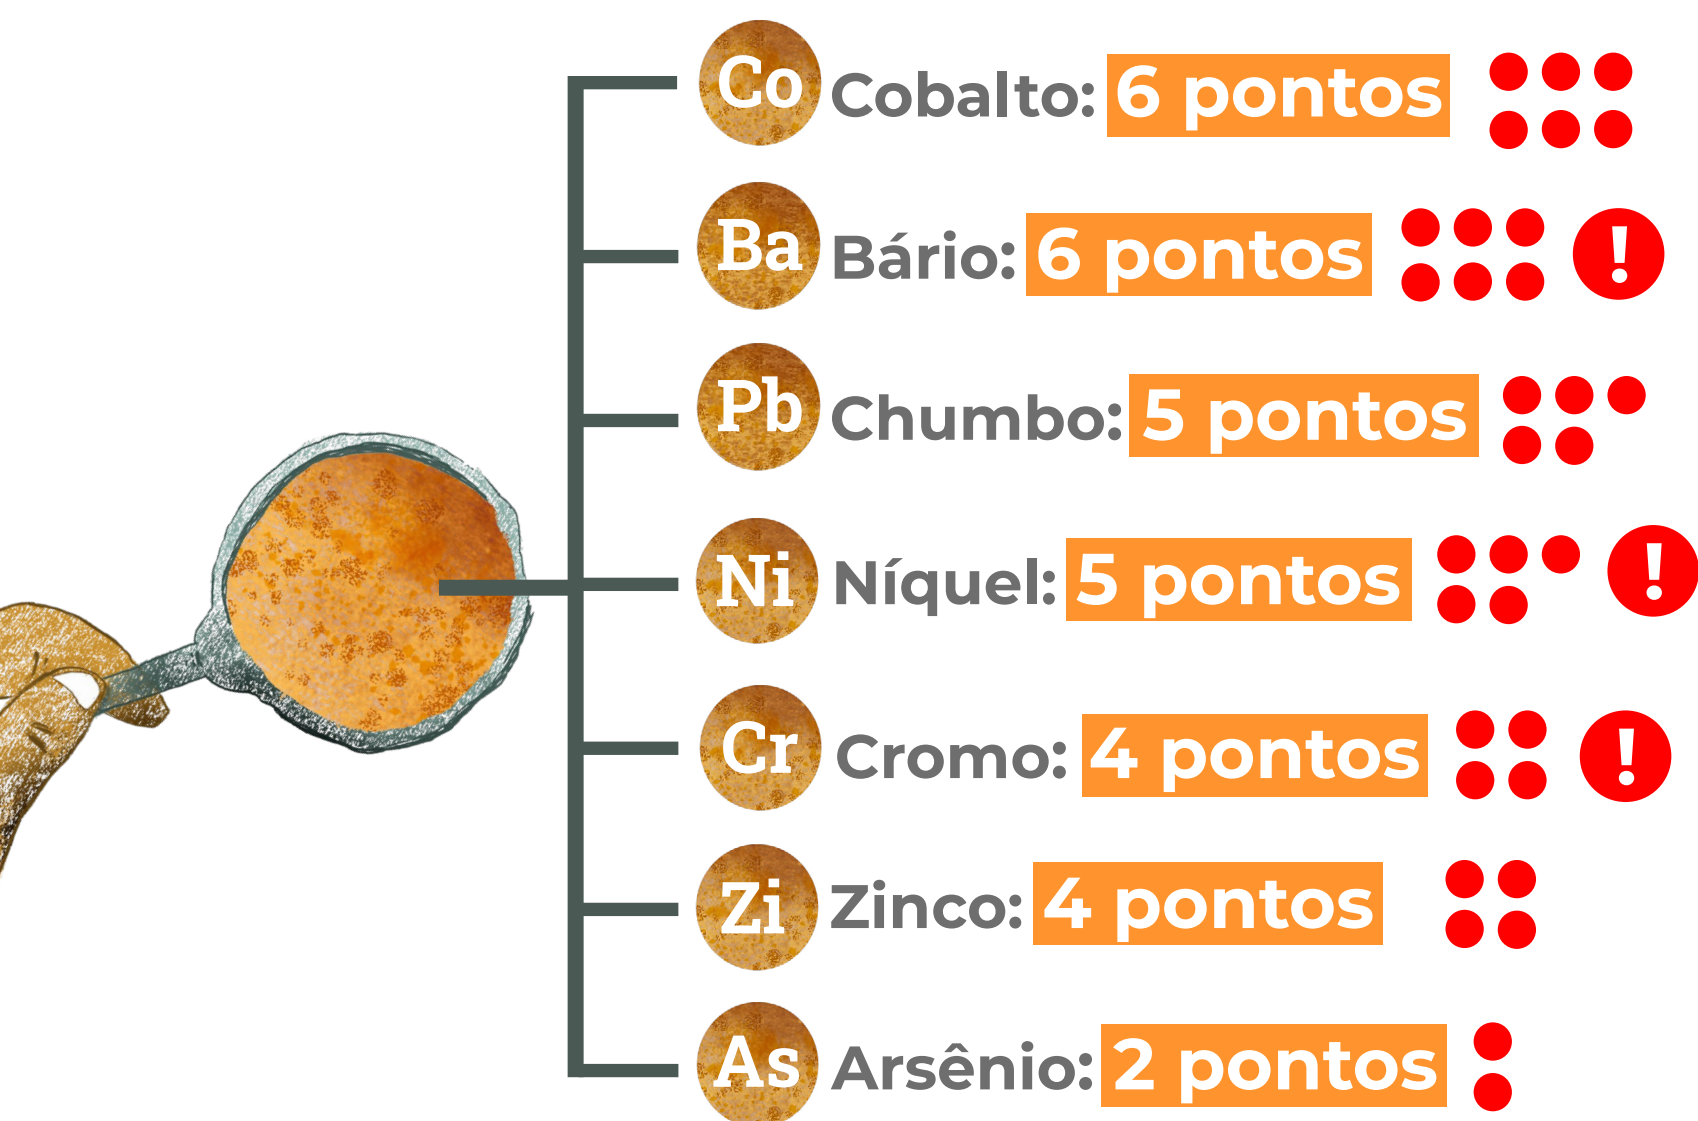 Co Cobalto: 6 pontos
Ba Bário: 6 pontos !
Pb Chumbo: 5 pontos
Ni Níquel: 5 pontos !
Cr Cromo: 4 pontos !
Zi Zinco: 4 pontos
As Arsênio: 2 pontos